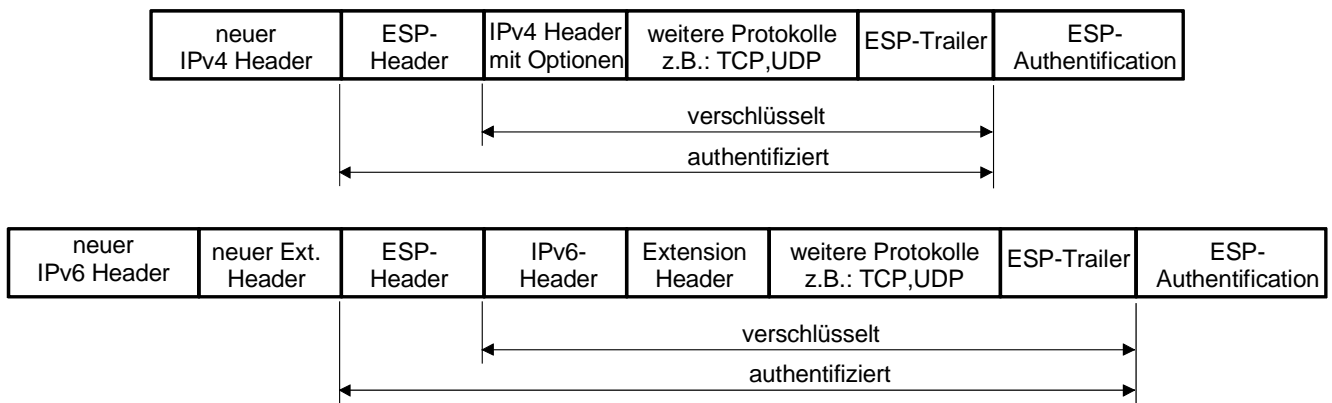 neuer
IPv4 Header
ESP-
Header
IPv4 Header
mit Optionen
weitere Protokolle
z.B.: TCP,UDP
ESP-Trailer
ESP-
Authentification
verschlüsselt
authentifiziert
neuer
IPv6 Header
neuer Ext.
Header
ESP-
Header
IPv6-
Header
Extension
Header
weitere Protokolle
z.B.: TCP,UDP
ESP-Trailer
ESP-
Authentification
verschlüsselt
authentifiziert